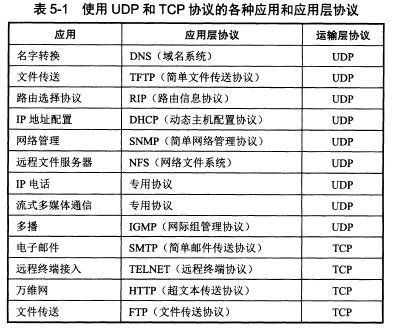 表 5-1 使用 UDP 和 TCP 协议的各种应用和应用层协议
应用 应用层协议 运输层协议
名字转换 DNS（域名系统） UDP
文件传送 TFTP（简单文件传送协议） UDP
路由选择协议 RIP（路由信息协议） UDP
IP 地址配置 DHCP（动态主机配置协议） UDP
网络管理 SNMP（简单网络管理协议） UDP
远程文件服务器 NFS（网络文件系统） UDP
IP 电话 专用协议 UDP
流式多媒体通信 专用协议 UDP
多播 IGMP（网际组管理协议） UDP
电子邮件 SMTP（简单邮件传送协议） TCP
远程终端接入 TELNET（远程终端协议） TCP
万维网 HTTP（超文本传送协议） TCP
文件传送 FTP（文件传送协议） TCP